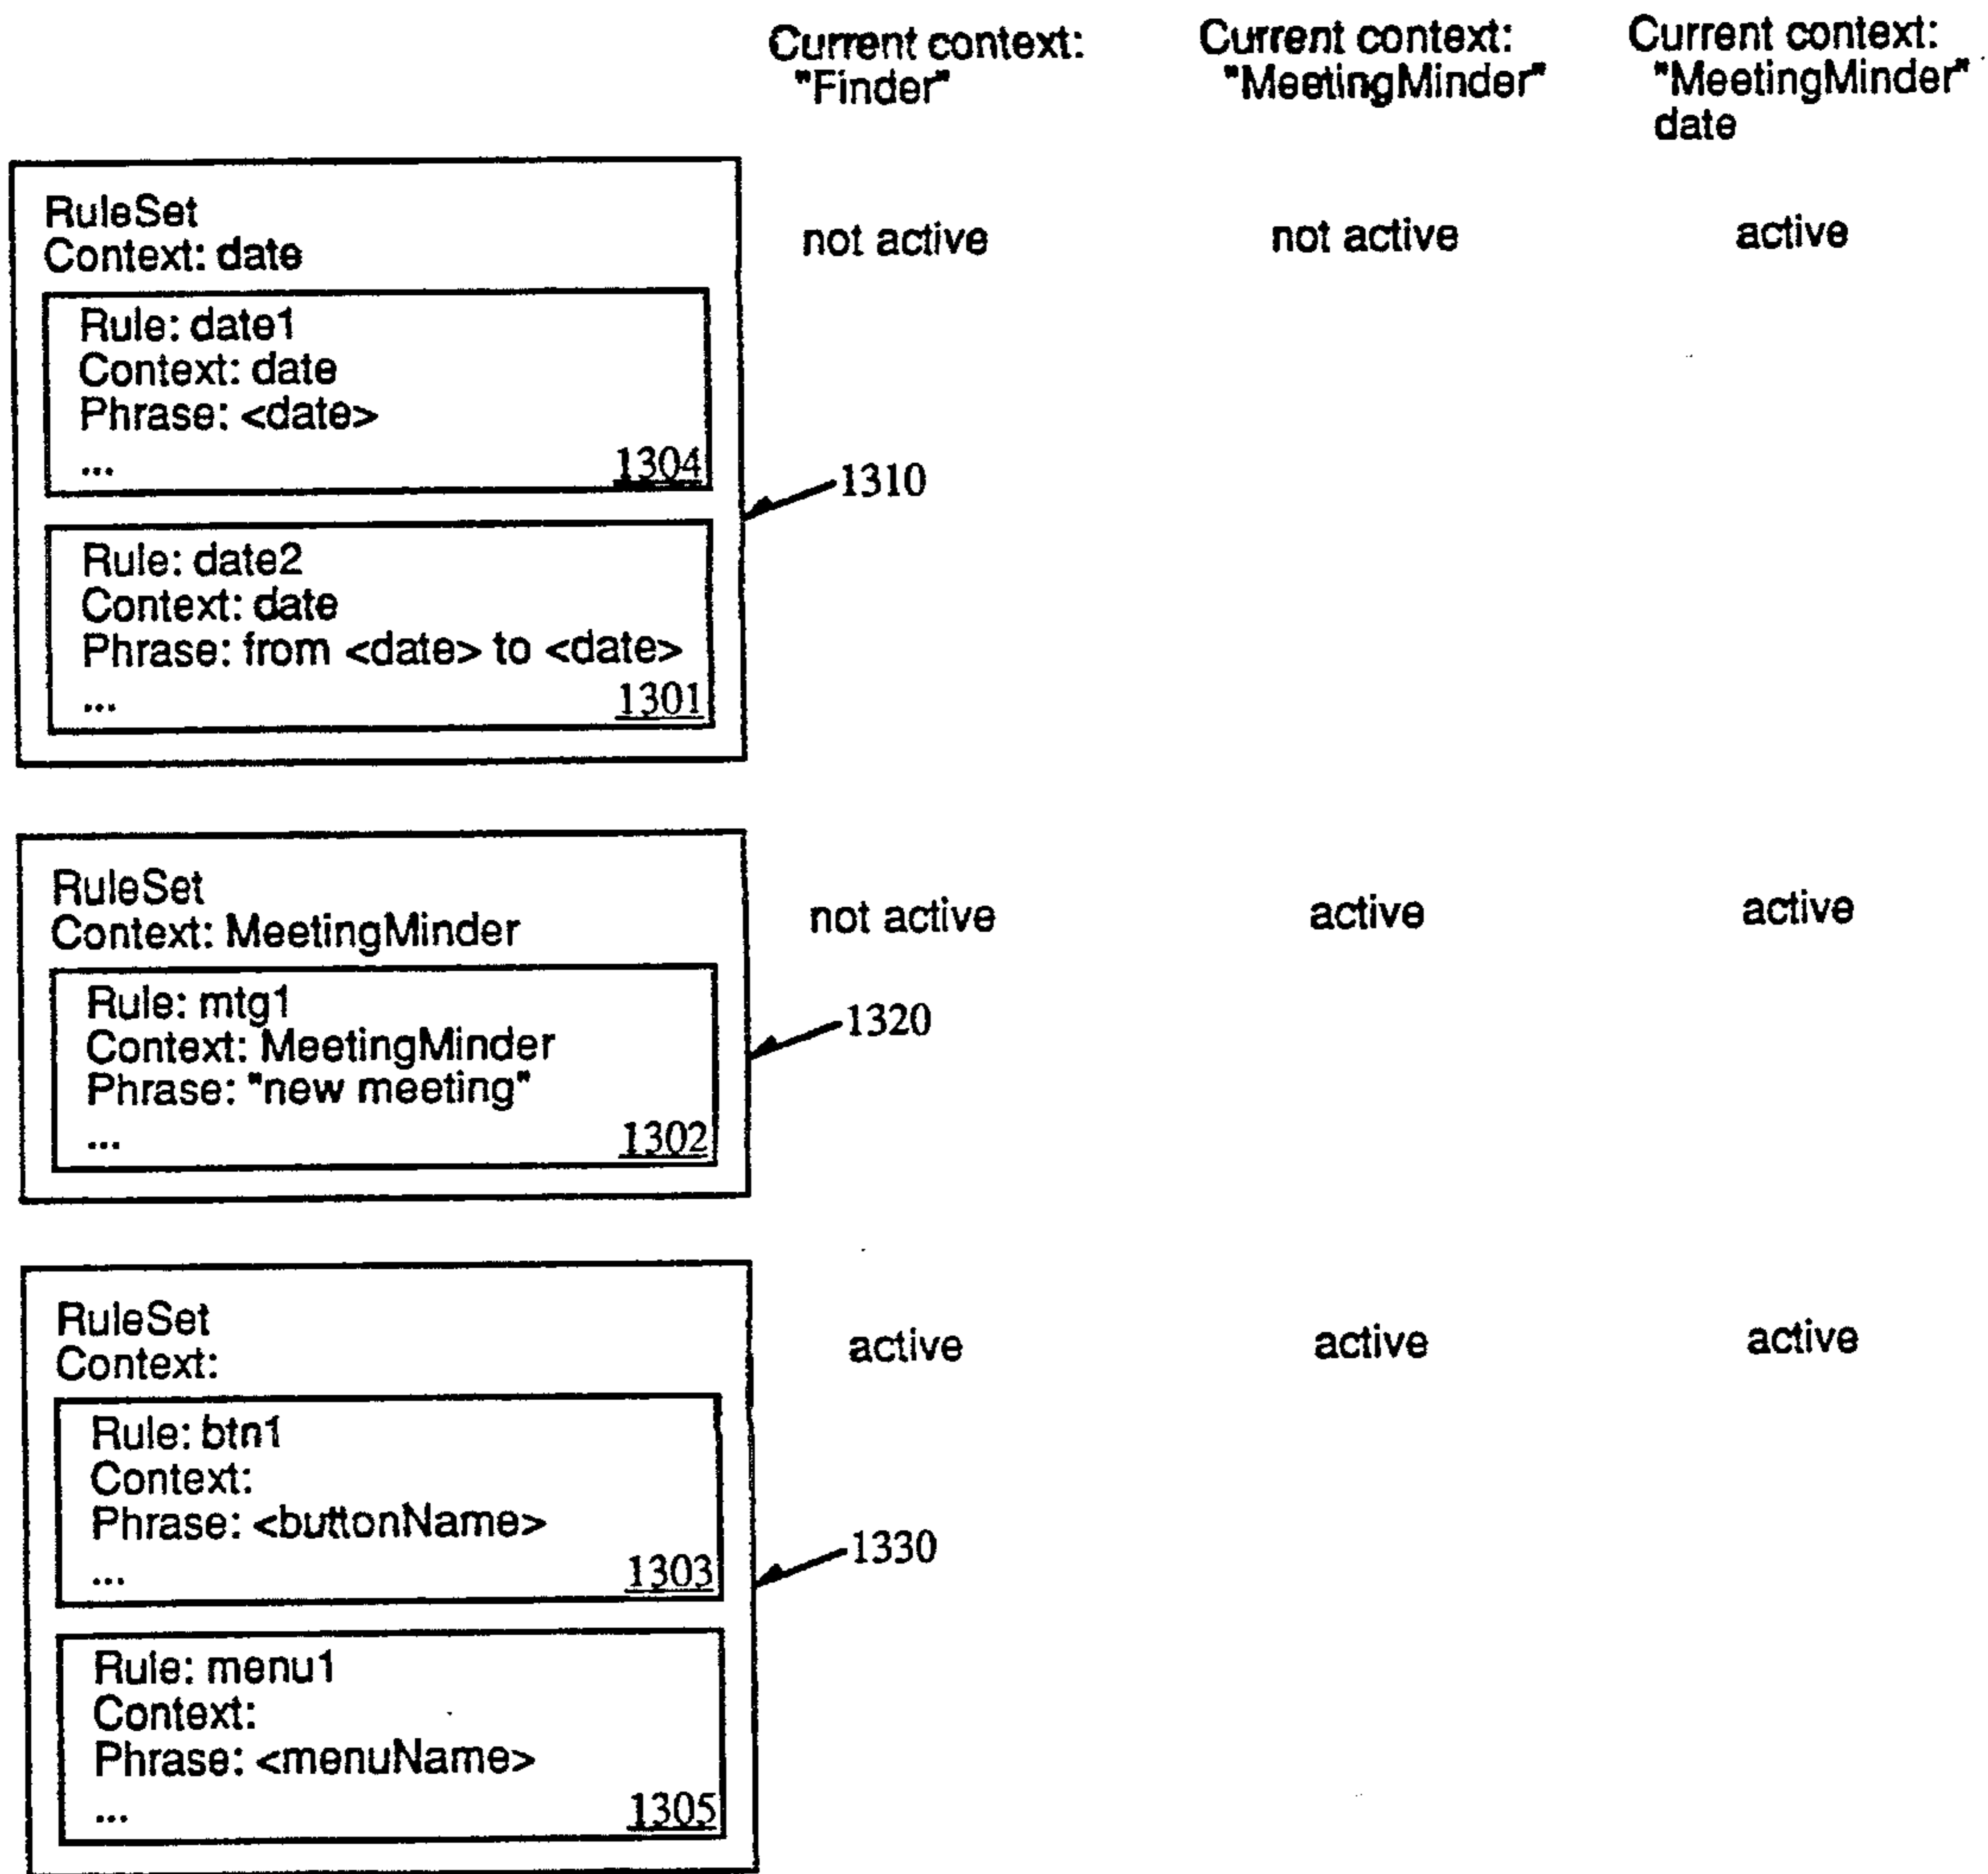 Current context:
"Finder"
Current context:
"MeetingMinder"
Current context:
"MeetingMinder"
date
RuleSet
Context: date
not active
not active
active
Rule: date1
Context: date
Phrase: <date>
...
1304
1310
Rule: date2
Context: date
Phrase: from <date> to <date>
...
1301
RuleSet
Context: MeetingMinder
not active
active
active
Rule: mtg1
Context: MeetingMinder
Phrase: "new meeting"
...
1302
1320
RuleSet
Context:
active
active
active
Rule: btn1
Context:
Phrase: <buttonName>
...
1303
1330
Rule: menu1
Context:
Phrase: <menuName>
...
1305